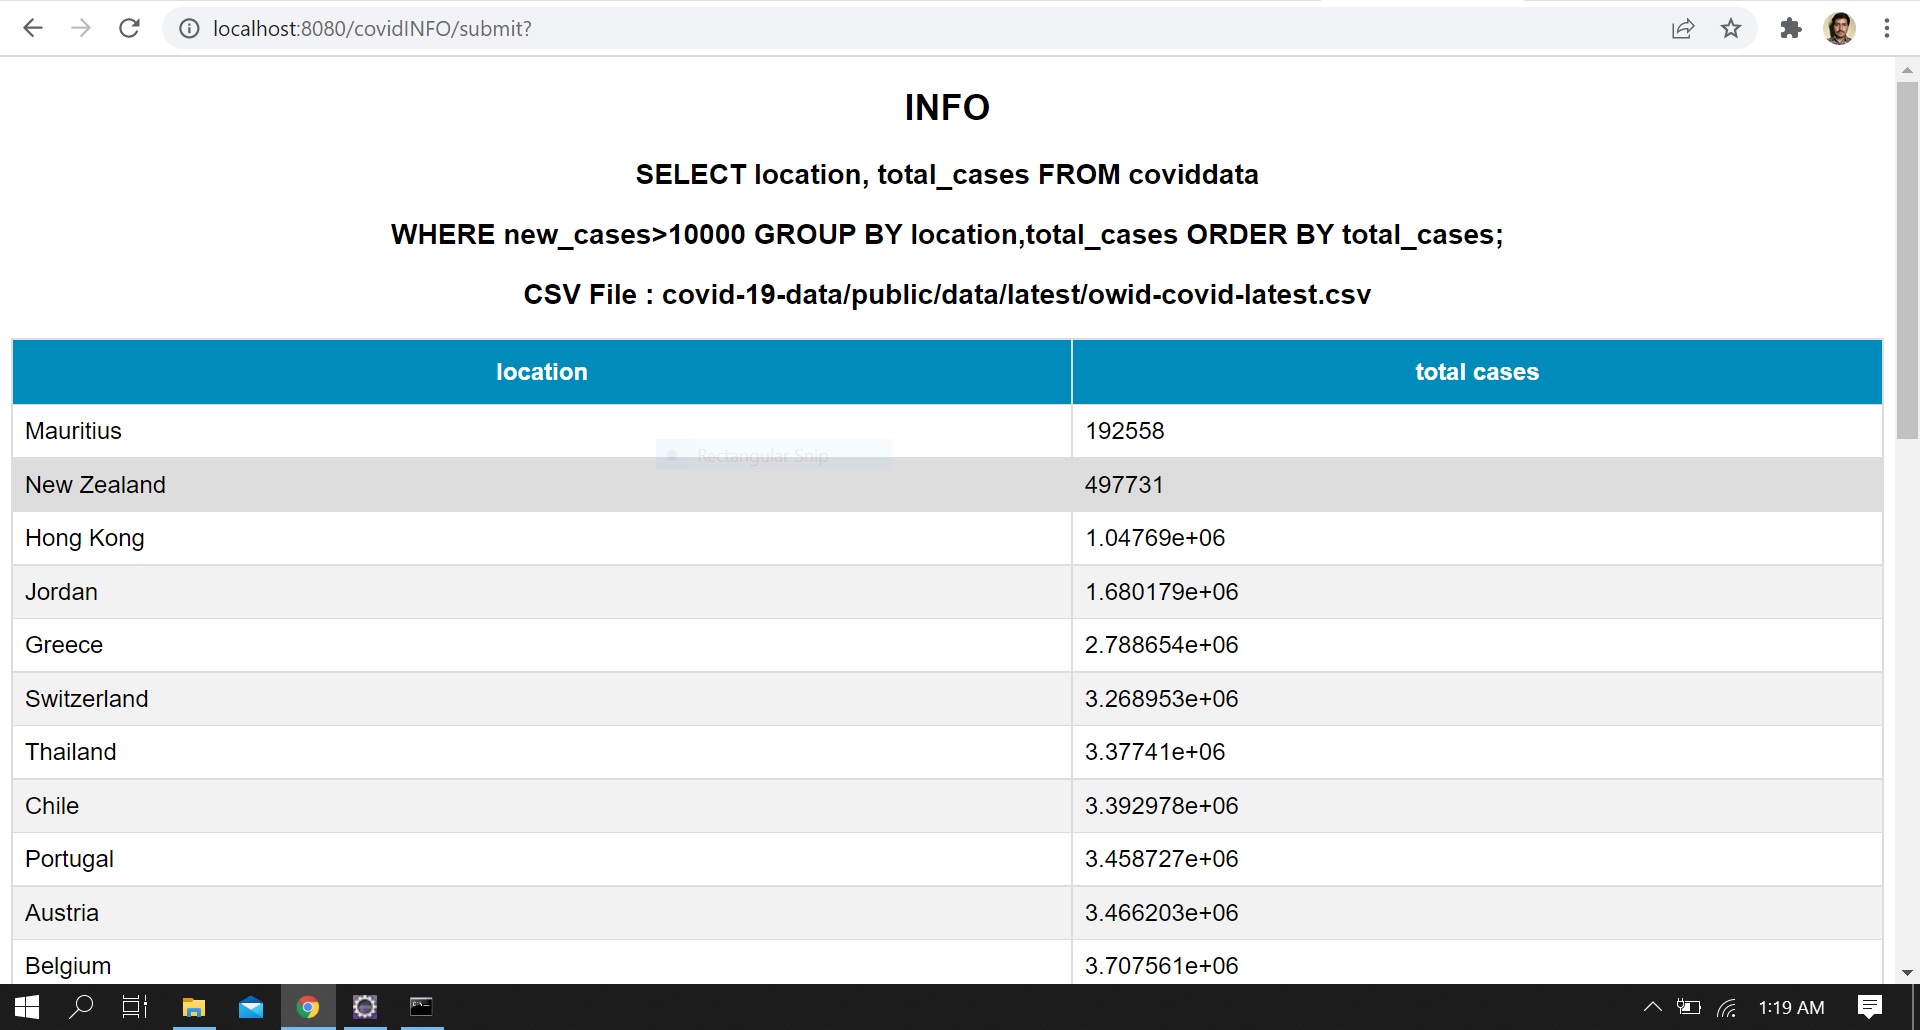 localhost:8080/covidINFO/submit?
INFO
SELECT location, total_cases FROM coviddata
WHERE new_cases>10000 GROUP BY location,total_cases ORDER BY total_cases;
CSV File : covid-19-data/public/data/latest/owid-covid-latest.csv
location total cases
Mauritius 192558
Rectangular Snip
New Zealand 497731
Hong Kong 1.04769e+06
Jordan 1.680179e+06
Greece 2.788654e+06
Switzerland 3.268953e+06
Thailand 3.37741e+06
Chile 3.392978e+06
Portugal 3.458727e+06
Austria 3.466203e+06
Belgium 3.707561e+06
1:19 AM